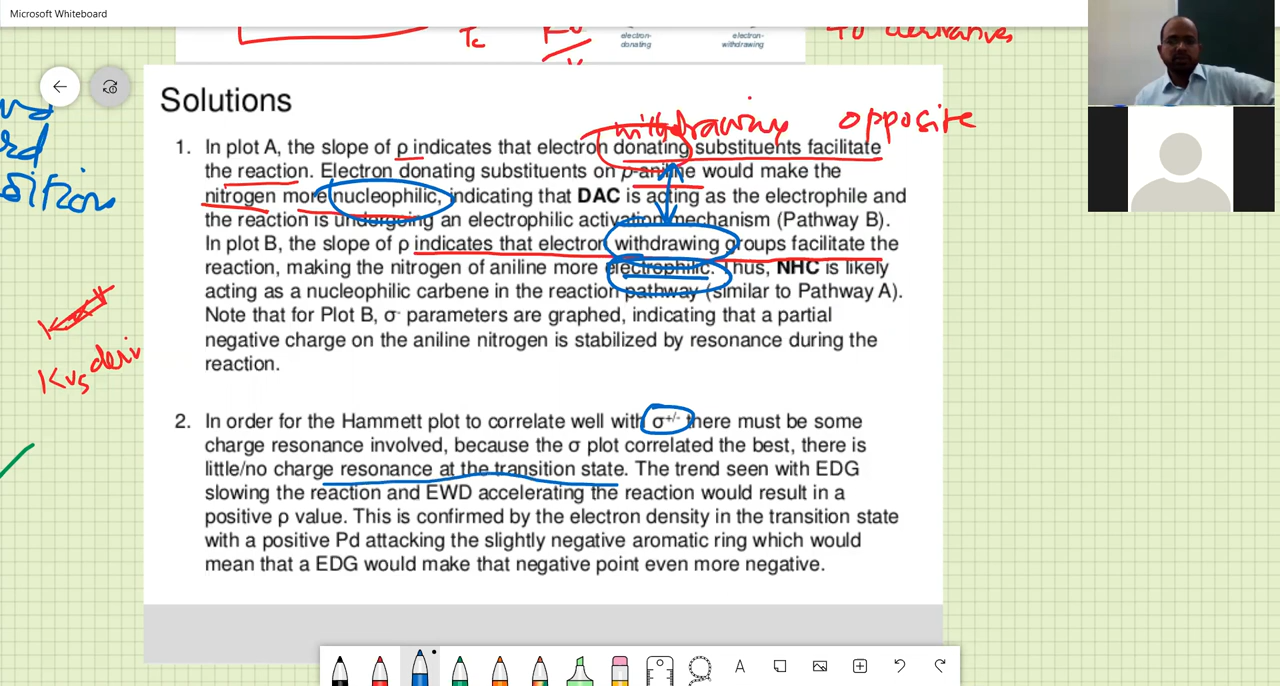 Microsoft Whiteboard
Tc
electron-
donating
electron-
withdrawing
to derivatives
Solutions
withdrawing opposite
1. In plot A, the slope of ρ indicates that electron donating substituents facilitate
the reaction. Electron donating substituents on p-aniline would make the
nitrogen more nucleophilic, indicating that DAC is acting as the electrophile and
the reaction is undergoing an electrophilic activation mechanism (Pathway B).
In plot B, the slope of ρ indicates that electron withdrawing groups facilitate the
reaction, making the nitrogen of aniline more electrophilic. Thus, NHC is likely
acting as a nucleophilic carbene in the reaction pathway (similar to Pathway A).
Note that for Plot B, σ⁻ parameters are graphed, indicating that a partial
negative charge on the aniline nitrogen is stabilized by resonance during the
reaction.
Kvs deriv
2. In order for the Hammett plot to correlate well with σ⁺/⁻ there must be some
charge resonance involved, because the σ plot correlated the best, there is
little/no charge resonance at the transition state. The trend seen with EDG
slowing the reaction and EWD accelerating the reaction would result in a
positive ρ value. This is confirmed by the electron density in the transition state
with a positive Pd attacking the slightly negative aromatic ring which would
mean that a EDG would make that negative point even more negative.
A